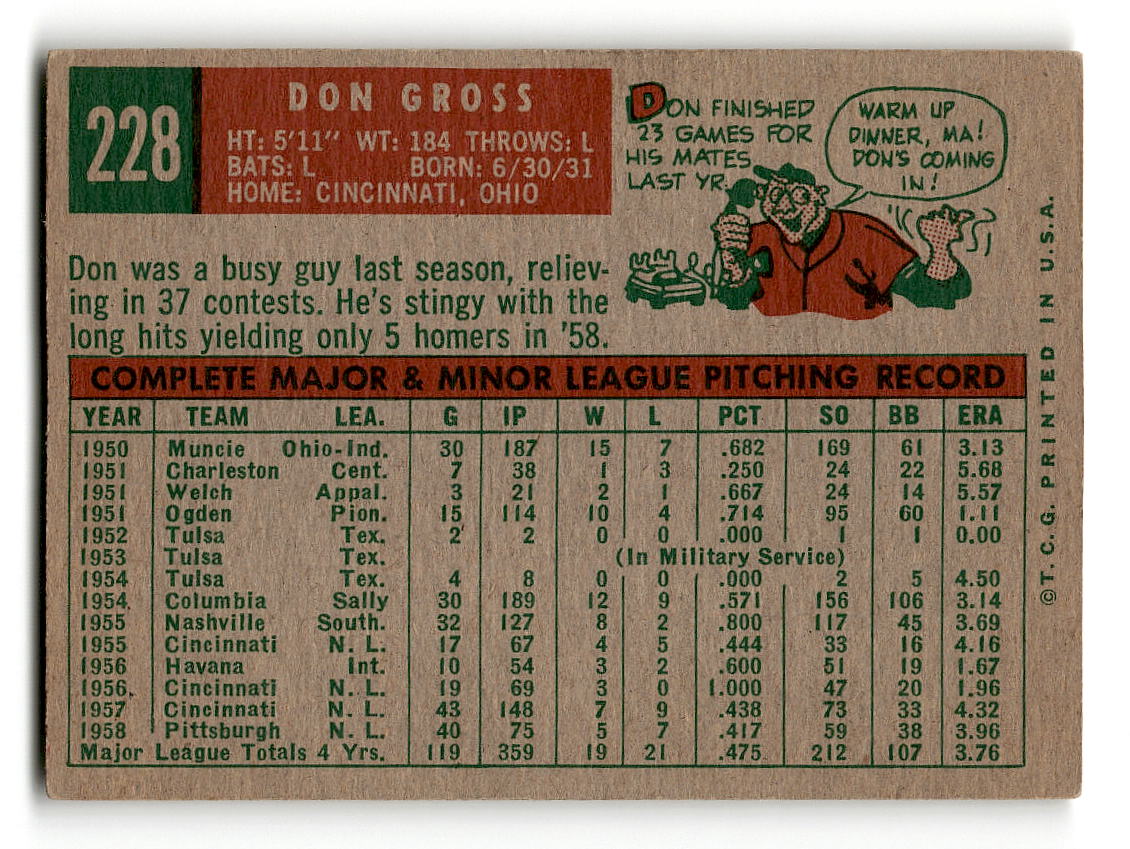 228
DON GROSS
HT: 5'11" WT: 184 THROWS: L
BATS: L BORN: 6/30/31
HOME: CINCINNATI, OHIO
DON FINISHED
23 GAMES FOR
HIS MATES
LAST YR.
WARM UP
DINNER, MA!
DON'S COMING
IN!
Don was a busy guy last season, reliev-
ing in 37 contests. He's stingy with the
long hits yielding only 5 homers in '58.
COMPLETE MAJOR & MINOR LEAGUE PITCHING RECORD
YEAR TEAM LEA. G IP W L PCT SO BB ERA
1950 Muncie Ohio-Ind. 30 187 15 7 .682 169 61 3.13
1951 Charleston Cent. 7 38 1 3 .250 24 22 5.68
1951 Welch Appal. 3 21 2 1 .667 24 14 5.57
1951 Ogden Pion. 15 114 10 4 .714 95 60 1.11
1952 Tulsa Tex. 2 2 0 0 .000 1 1 0.00
1953 Tulsa Tex. (In Military Service)
1954 Tulsa Tex. 4 8 0 0 .000 2 5 4.50
1954 Columbia Sally 30 189 12 9 .571 156 106 3.14
1955 Nashville South. 32 127 8 2 .800 117 45 3.69
1955 Cincinnati N. L. 17 67 4 5 .444 33 16 4.16
1956 Havana Int. 10 54 3 2 .600 51 19 1.67
1956 Cincinnati N. L. 19 69 3 0 1.000 47 20 1.96
1957 Cincinnati N. L. 43 148 7 9 .438 73 33 4.32
1958 Pittsburgh N. L. 40 75 5 7 .417 59 38 3.96
Major League Totals 4 Yrs. 119 359 19 21 .475 212 107 3.76
©T. C. G. PRINTED IN U.S.A.